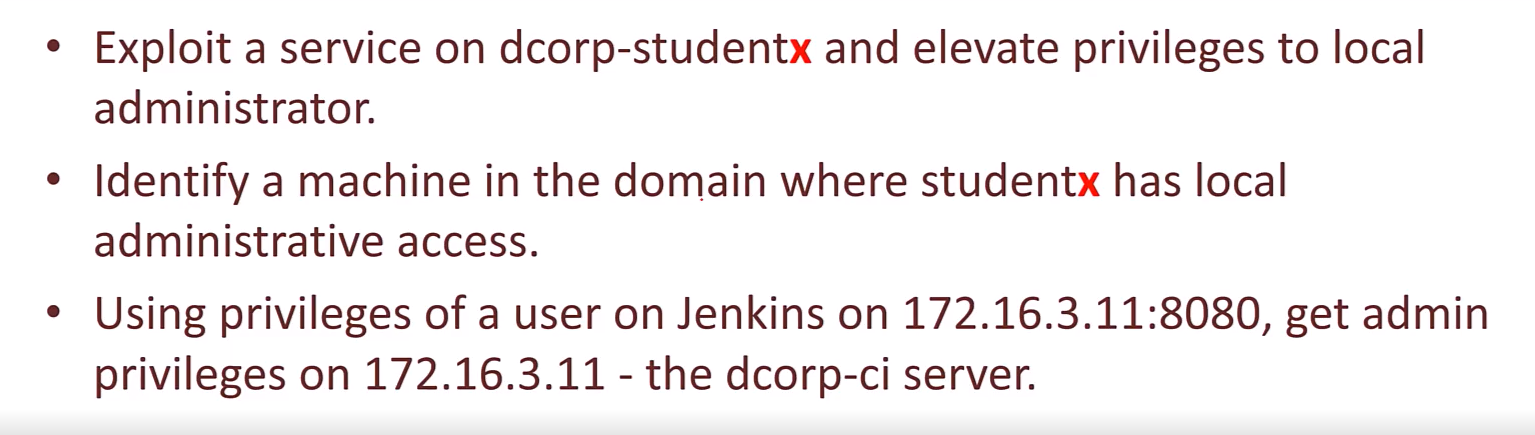 • Exploit a service on dcorp-studentx and elevate privileges to local
administrator.
• Identify a machine in the domain where studentx has local
administrative access.
• Using privileges of a user on Jenkins on 172.16.3.11:8080, get admin
privileges on 172.16.3.11 - the dcorp-ci server.